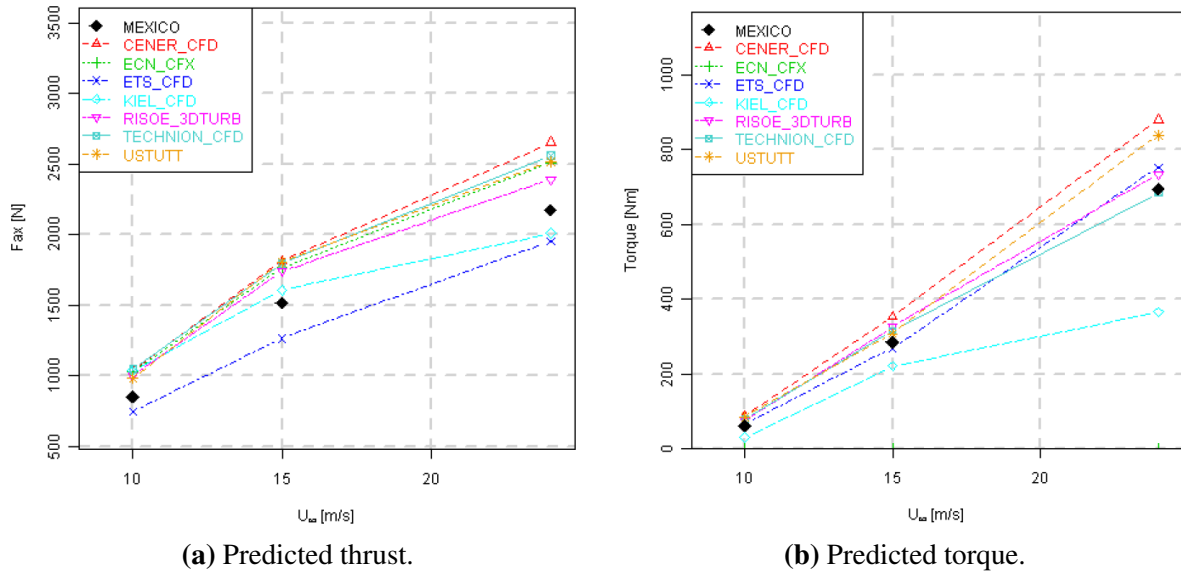 3500
3000
2500
2000
1500
1000
500
Fax [N]
MEXICO
CENER_CFD
ECN_CFX
ETS_CFD
KIEL_CFD
RISOE_3DTURB
TECHNION_CFD
USTUTT
10
15
20
U∞ [m/s]
(a) Predicted thrust.
1000
800
600
400
200
0
Torque [Nm]
MEXICO
CENER_CFD
ECN_CFX
ETS_CFD
KIEL_CFD
RISOE_3DTURB
TECHNION_CFD
USTUTT
10
15
20
U∞ [m/s]
(b) Predicted torque.